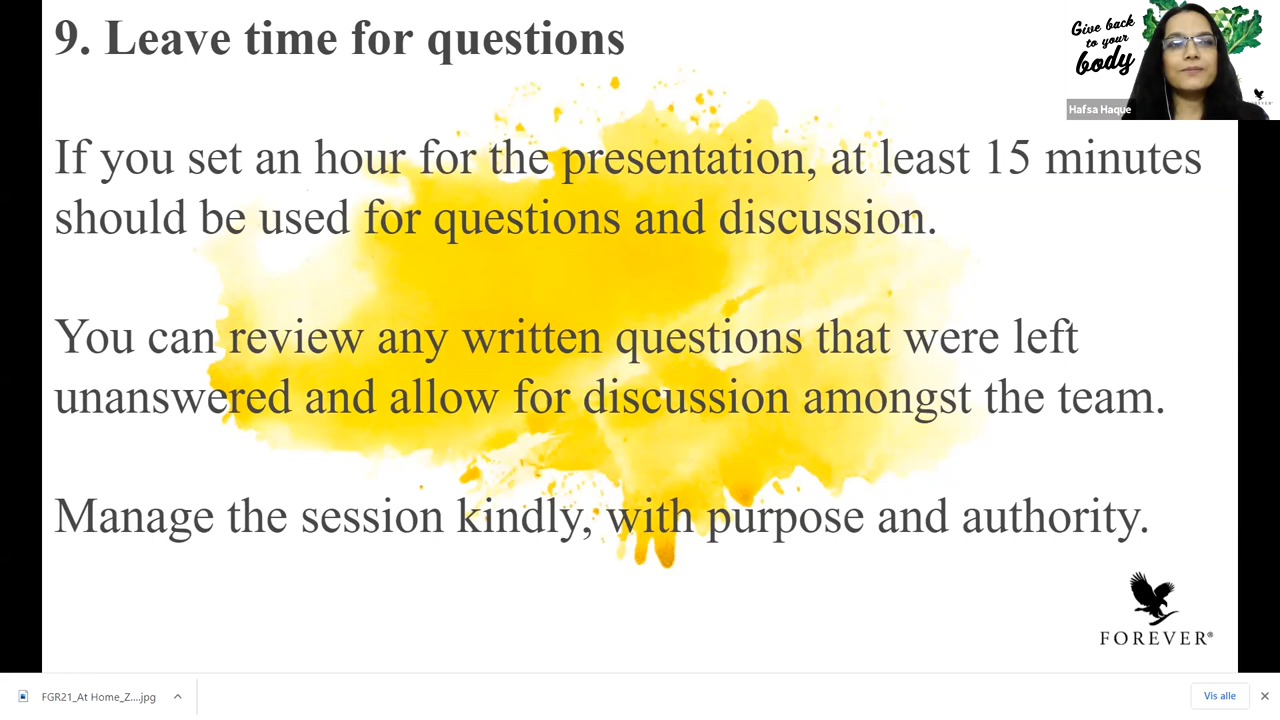 9. Leave time for questions
Give back
to your
body
Hafsa Haque
If you set an hour for the presentation, at least 15 minutes
should be used for questions and discussion.
You can review any written questions that were left
unanswered and allow for discussion amongst the team.
Manage the session kindly, with purpose and authority.
FOREVER®
FGR21_At Home_Z....jpg
Vis alle